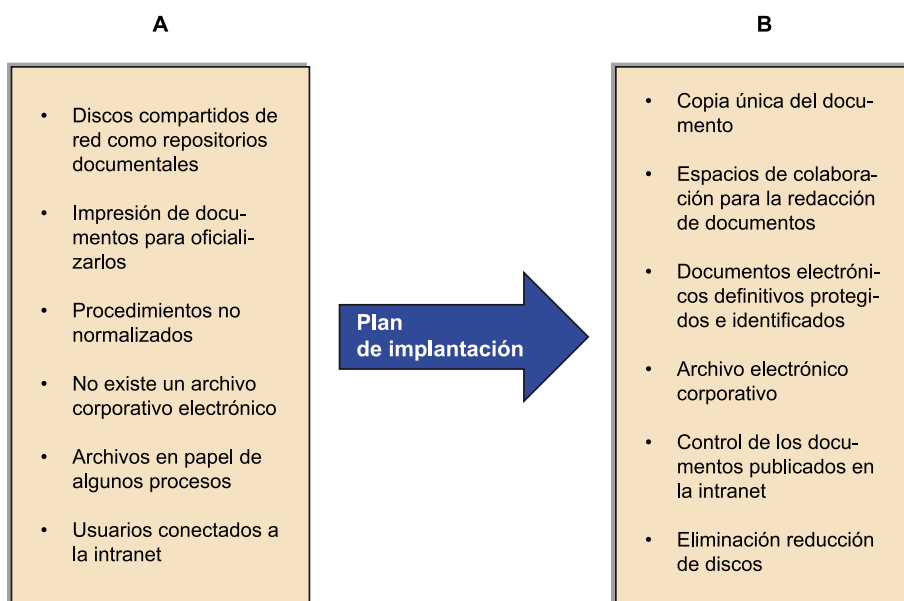 A
• Discos compartidos de
red como repositorios
documentales
• Impresión de docu-
mentos para oficiali-
zarlos
• Procedimientos no
normalizados
• No existe un archivo
corporativo electrónico
• Archivos en papel de
algunos procesos
• Usuarios conectados a
la intranet
Plan
de implantación
B
• Copia única del docu-
mento
• Espacios de colabora-
ción para la redacción
de documentos
• Documentos electróni-
cos definitivos protegi-
dos e identificados
• Archivo electrónico
corporativo
• Control de los docu-
mentos publicados en
la intranet
• Eliminación reducción
de discos